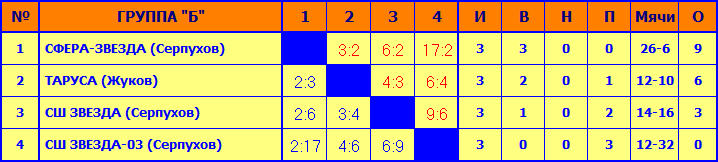 № ГРУППА "Б" 1 2 3 4 И В Н П Мячи О
1 СФЕРА-ЗВЕЗДА (Серпухов) 3:2 6:2 17:2 3 3 0 0 26-6 9
2 ТАРУСА (Жуков) 2:3 4:3 6:4 3 2 0 1 12-10 6
3 СШ ЗВЕЗДА (Серпухов) 2:6 3:4 9:6 3 1 0 2 14-16 3
4 СШ ЗВЕЗДА-03 (Серпухов) 2:17 4:6 6:9 3 0 0 3 12-32 0